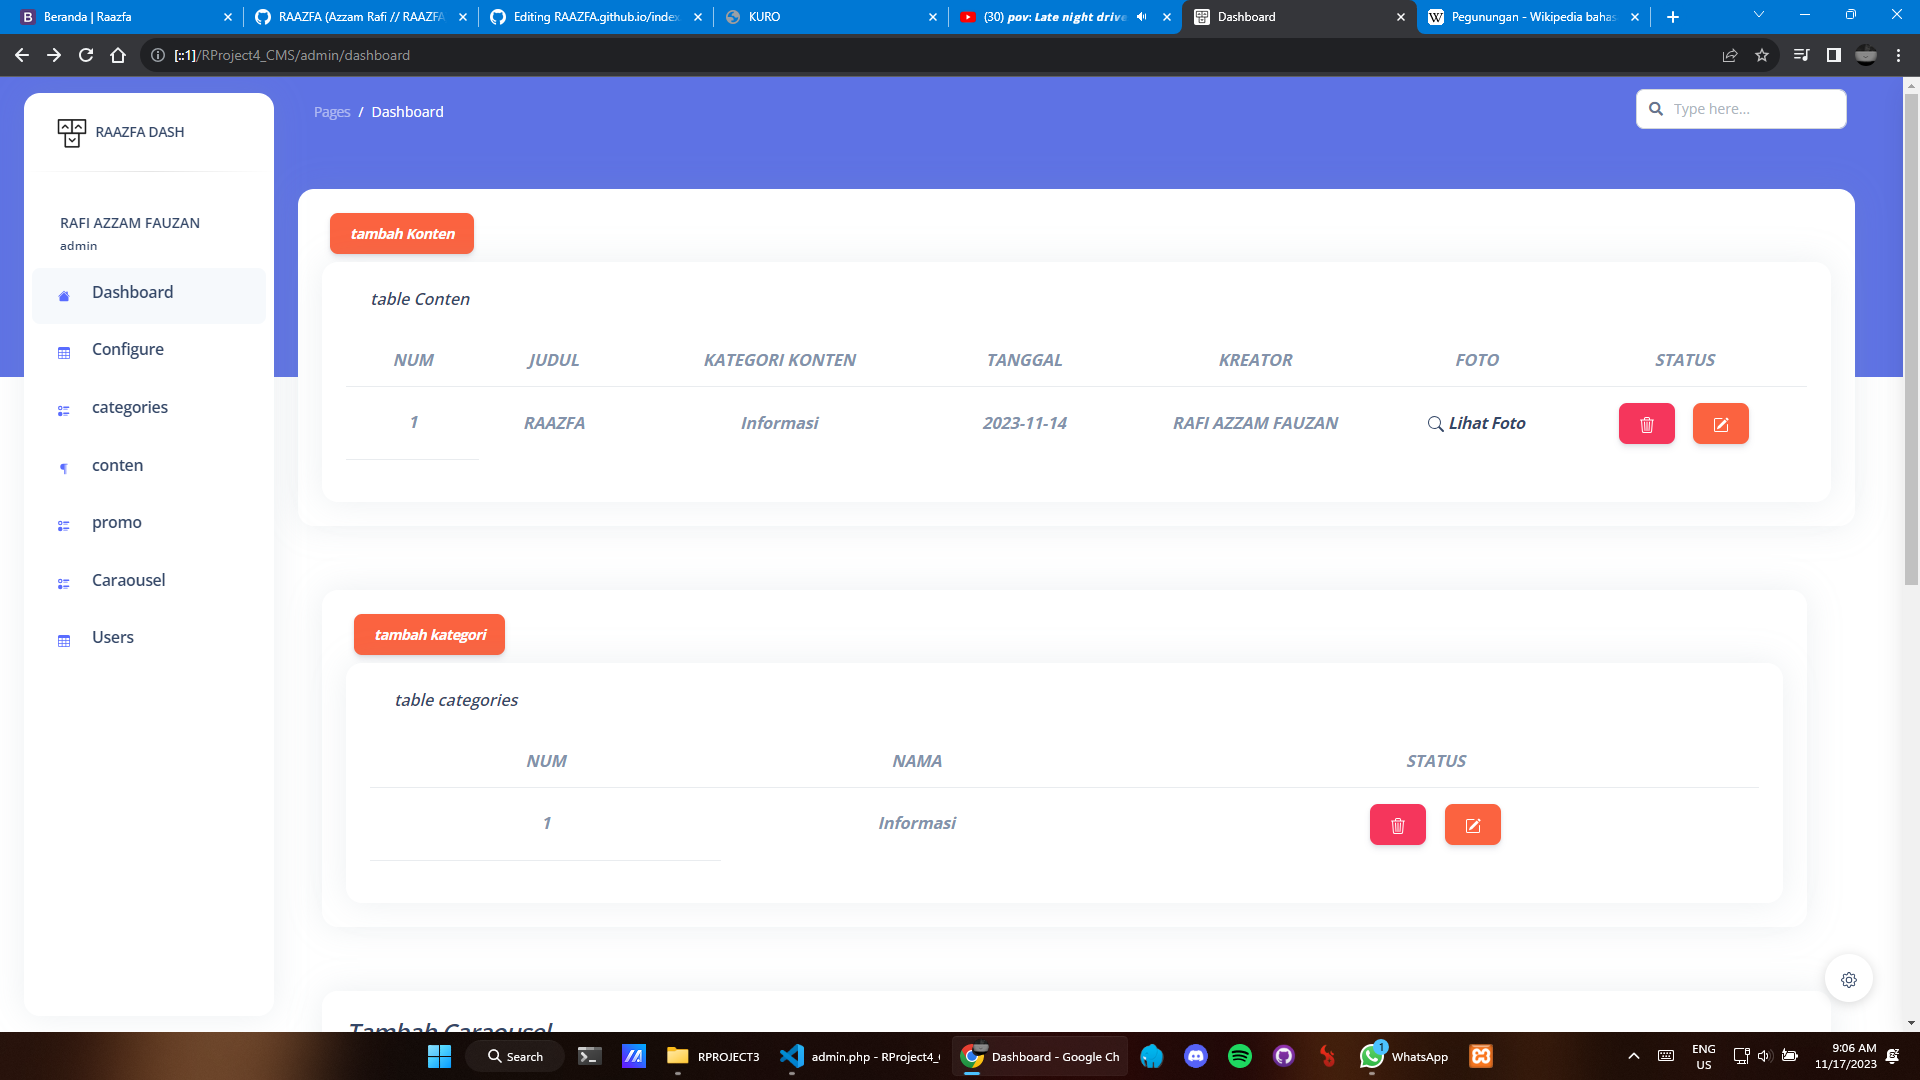 Beranda | Raazfa
RAAZFA (Azzam Rafi // RAAZFA
Editing RAAZFA.github.io/index
KURO
(30) pov: Late night drive
Dashboard
Pegunungan - Wikipedia bahas
[::1]/RProject4_CMS/admin/dashboard
RAAZFA DASH
Pages / Dashboard
Type here...
RAFI AZZAM FAUZAN
admin
Dashboard
Configure
categories
conten
promo
Caraousel
Users
tambah Konten
table Conten
NUM JUDUL KATEGORI KONTEN TANGGAL KREATOR FOTO STATUS
1 RAAZFA Informasi 2023-11-14 RAFI AZZAM FAUZAN Lihat Foto
tambah kategori
table categories
NUM NAMA STATUS
1 Informasi
Tambah Caraousel
Search
RPROJECT3
admin.php - RProject4_
Dashboard - Google Ch
1
WhatsApp
ENG
US
9:06 AM
11/17/2023